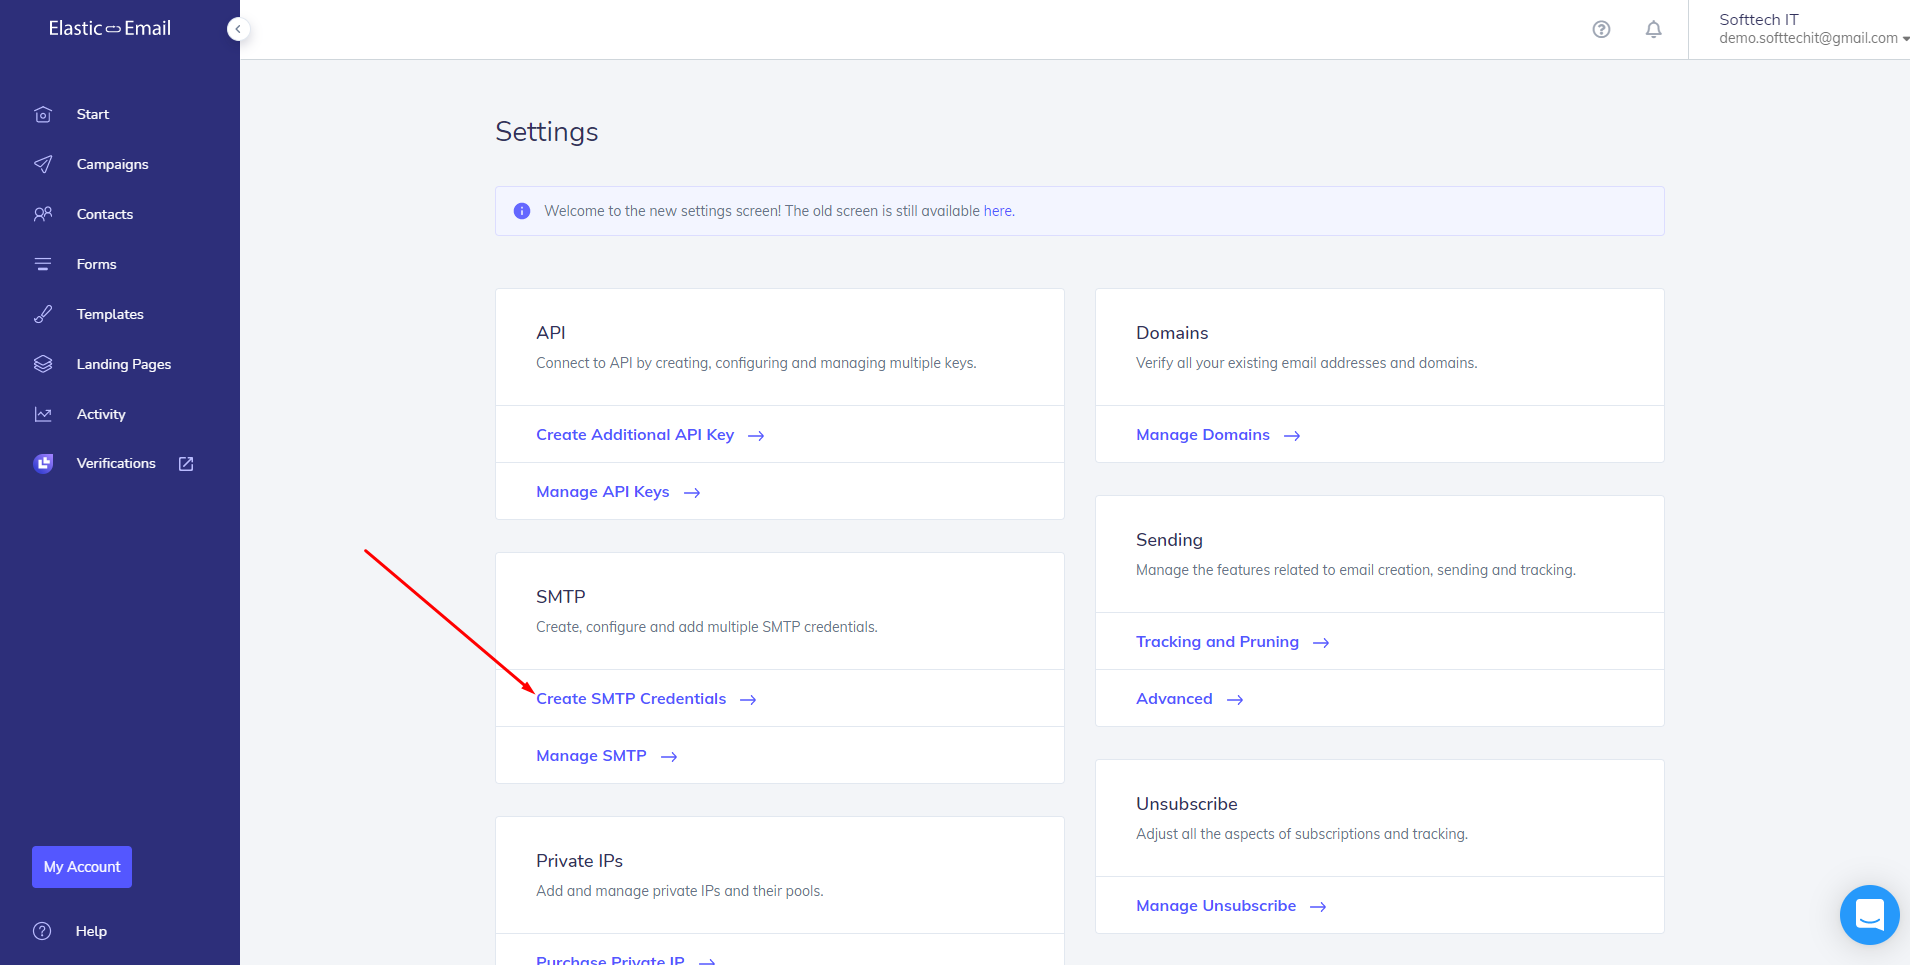 Elastic Email
Softtech IT
demo.softtechit@gmail.com
Start
Campaigns
Contacts
Forms
Templates
Landing Pages
Activity
Verifications
My Account
Help
Settings
Welcome to the new settings screen! The old screen is still available here.
API
Connect to API by creating, configuring and managing multiple keys.
Create Additional API Key
Manage API Keys
SMTP
Create, configure and add multiple SMTP credentials.
Create SMTP Credentials
Manage SMTP
Private IPs
Add and manage private IPs and their pools.
Purchase Private IP
Domains
Verify all your existing email addresses and domains.
Manage Domains
Sending
Manage the features related to email creation, sending and tracking.
Tracking and Pruning
Advanced
Unsubscribe
Adjust all the aspects of subscriptions and tracking.
Manage Unsubscribe